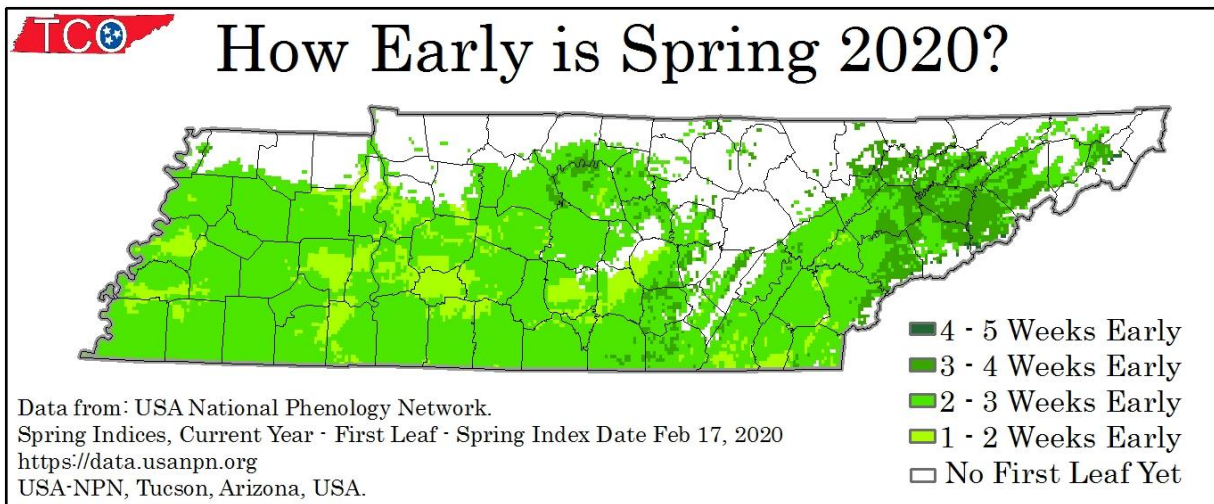 TCO
How Early is Spring 2020?
4 - 5 Weeks Early
3 - 4 Weeks Early
2 - 3 Weeks Early
1 - 2 Weeks Early
No First Leaf Yet
Data from: USA National Phenology Network.
Spring Indices, Current Year - First Leaf - Spring Index Date Feb 17, 2020
https://data.usanpn.org
USA-NPN, Tucson, Arizona, USA.